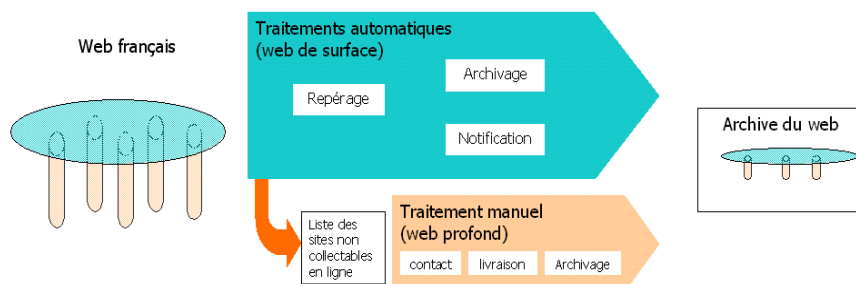 Web français
Traitements automatiques
(web de surface)
Repérage
Archivage
Notification
Archive du web
Liste des
sites non
collectables
en ligne
Traitement manuel
(web profond)
contact
livraison
Archivage